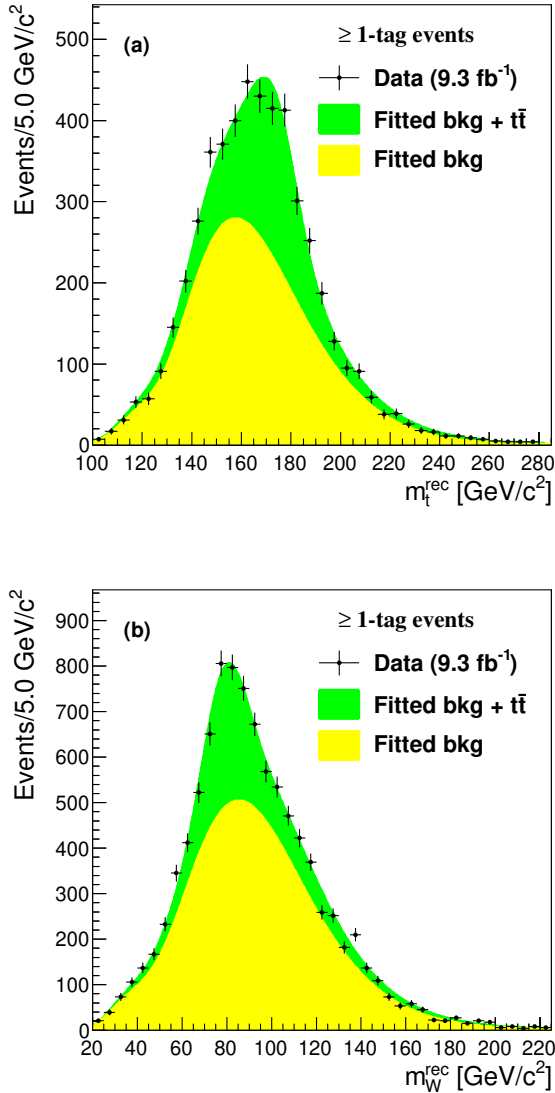 (a)
≥ 1-tag events
Data (9.3 fb⁻¹)
Fitted bkg + tt̄
Fitted bkg
Events/5.0 GeV/c²
500
400
300
200
100
0
100 120 140 160 180 200 220 240 260 280
m_t^rec [GeV/c²]
(b)
≥ 1-tag events
Data (9.3 fb⁻¹)
Fitted bkg + tt̄
Fitted bkg
Events/5.0 GeV/c²
900
800
700
600
500
400
300
200
100
0
20 40 60 80 100 120 140 160 180 200 220
m_W^rec [GeV/c²]